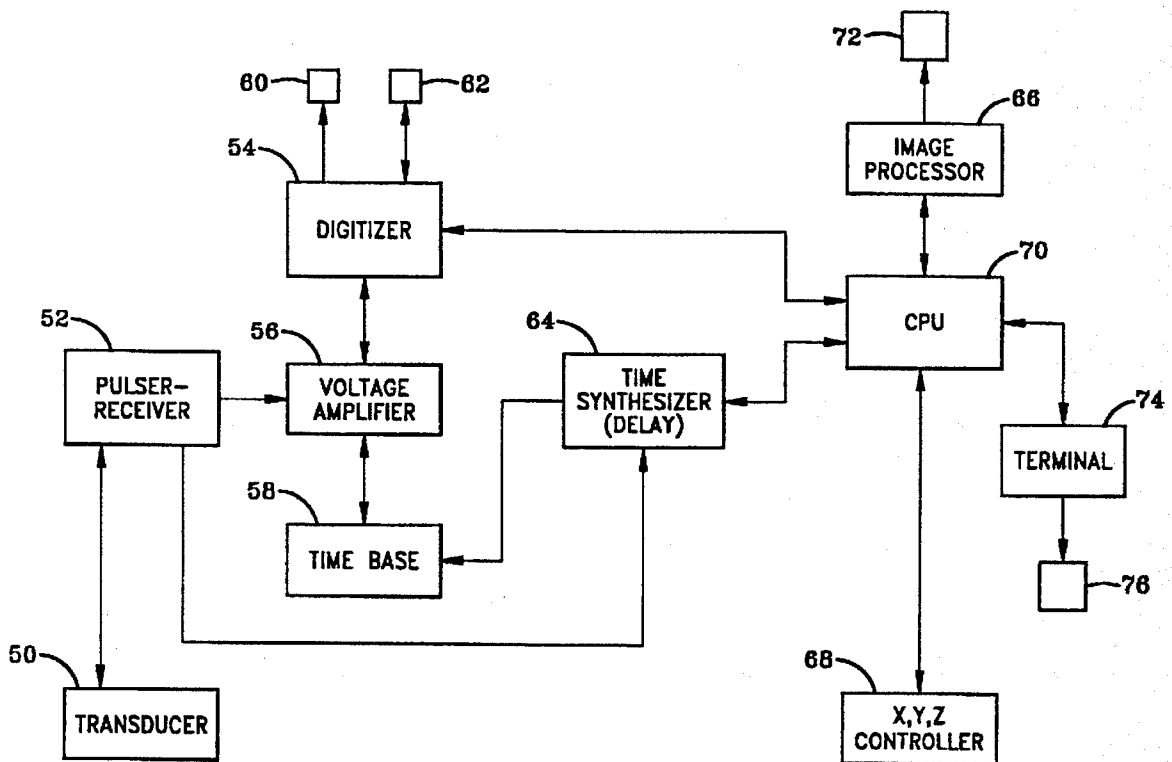 72
60
62
66
54
IMAGE
PROCESSOR
DIGITIZER
70
52
56
64
CPU
PULSER-
RECEIVER
VOLTAGE
AMPLIFIER
TIME
SYNTHESIZER
(DELAY)
74
TERMINAL
58
TIME BASE
76
50
68
TRANSDUCER
X,Y,Z
CONTROLLER